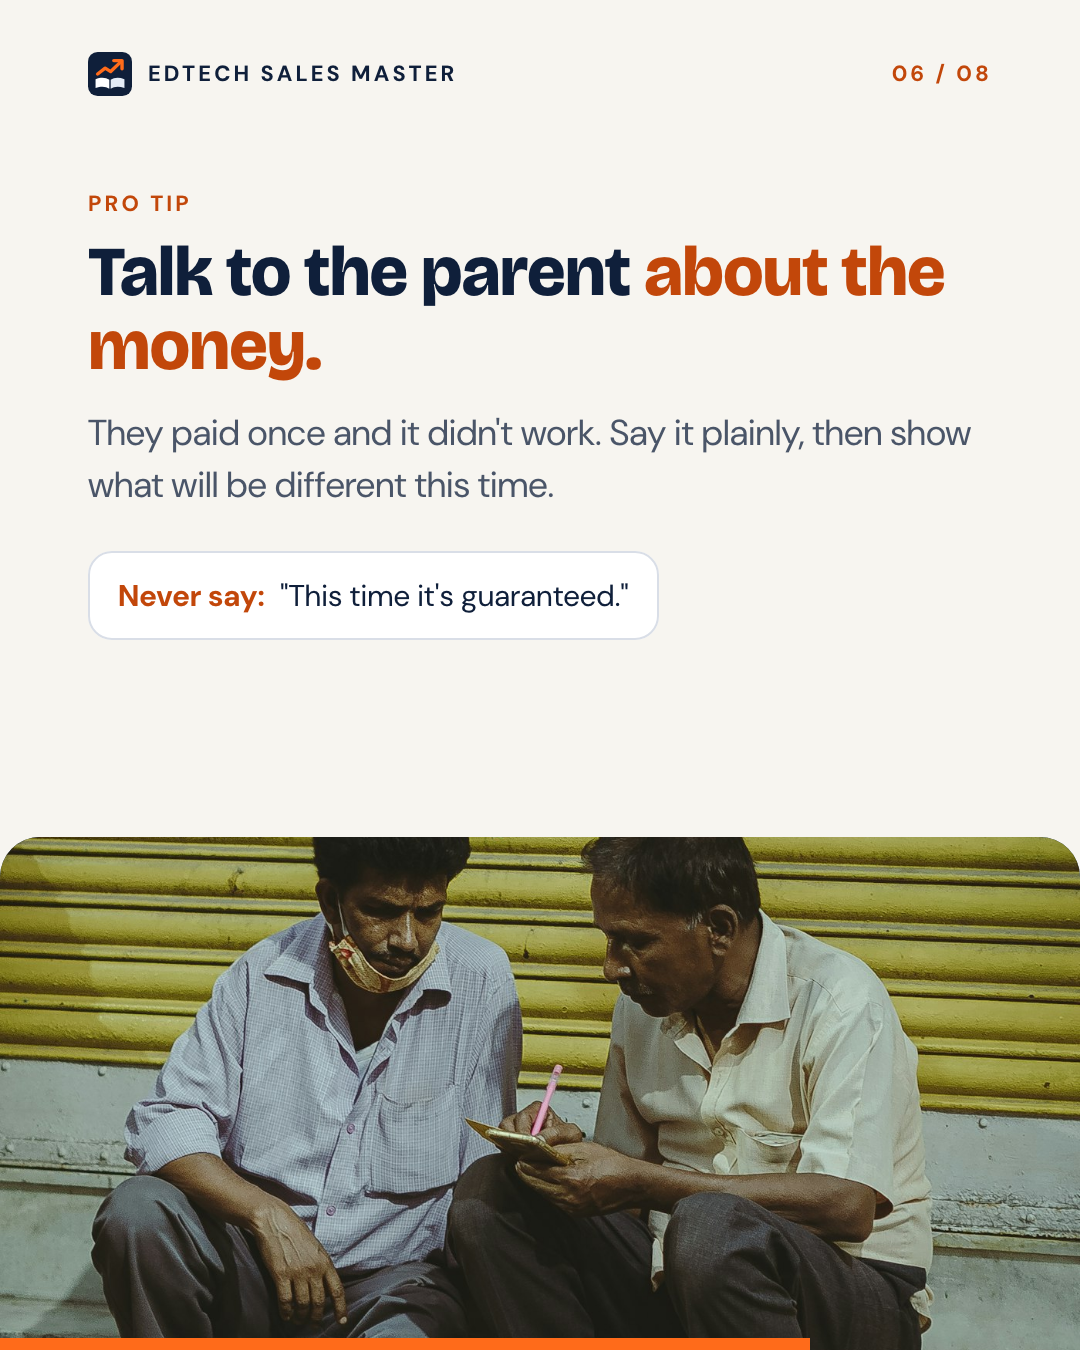 EDTECH SALES MASTER
06 / 08
PRO TIP
Talk to the parent about the
money.
They paid once and it didn't work. Say it plainly, then show
what will be different this time.
Never say: "This time it's guaranteed."